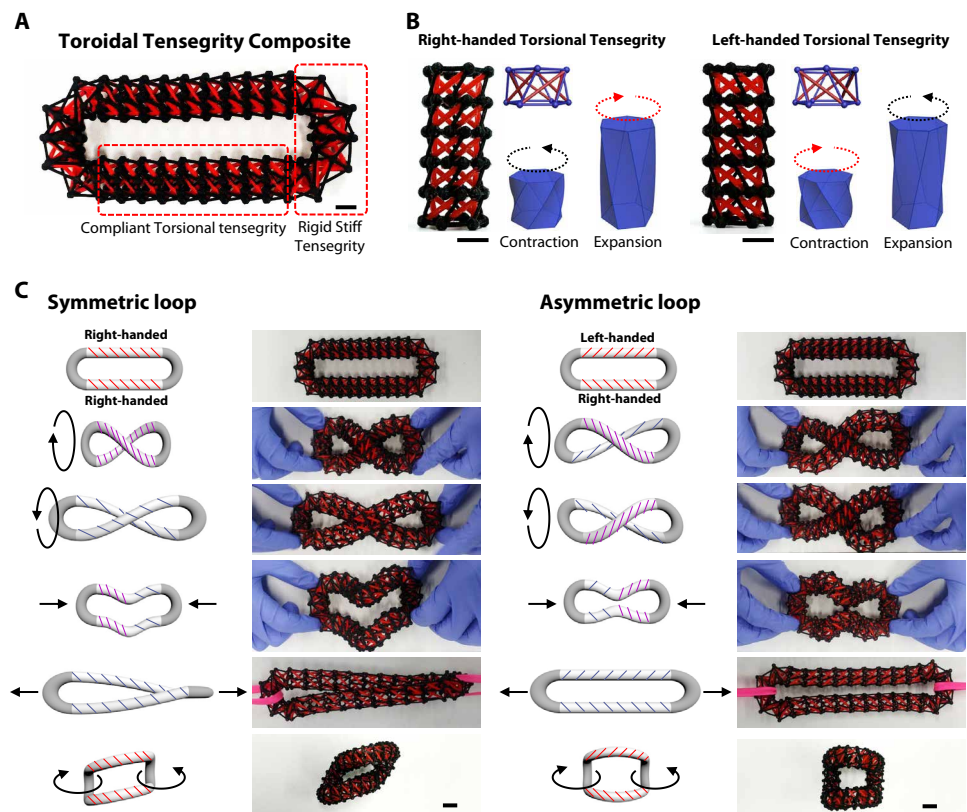 A
Toroidal Tensegrity Composite
Compliant Torsional tensegrity
Rigid Stiff
Tensegrity
B
Right-handed Torsional Tensegrity
Contraction
Expansion
Left-handed Torsional Tensegrity
Contraction
Expansion
C
Symmetric loop
Right-handed
Right-handed
Asymmetric loop
Left-handed
Right-handed